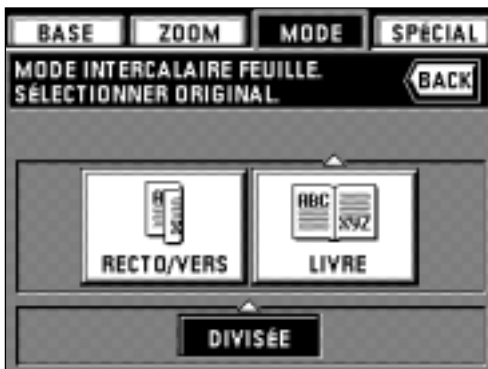 BASE ZOOM MODE SPÉCIAL
MODE INTERCALAIRE FEUILLE.
SÉLECTIONNER ORIGINAL.
BACK
ABC
XYZ
RECTO/VERS LIVRE
DIVISÉE